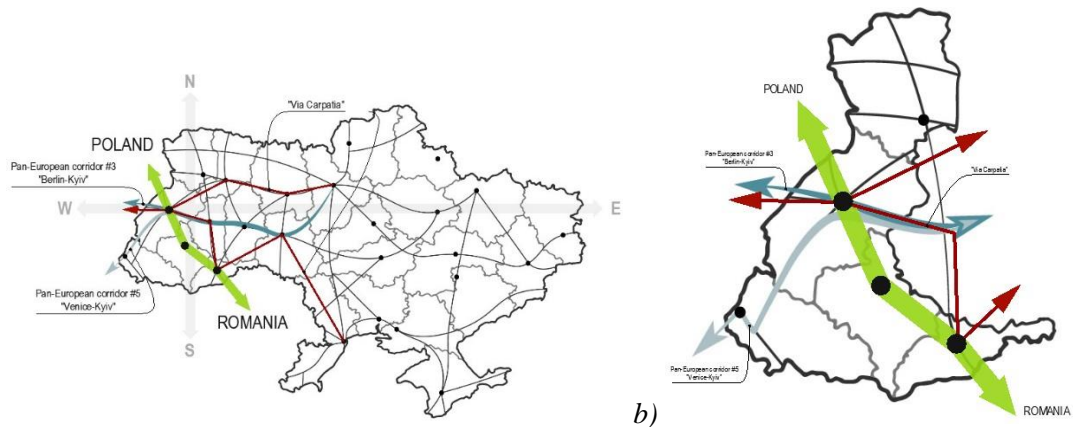 N
"Via Carpatia"
POLAND
Pan-European corridor #3
"Berlin-Kyiv"
W
E
Pan-European corridor #5
"Venice-Kyiv"
ROMANIA
S
b)
POLAND
Pan-European corridor #3
"Berlin-Kyiv"
"Via Carpatia"
Pan-European corridor #5
"Venice-Kyiv"
ROMANIA